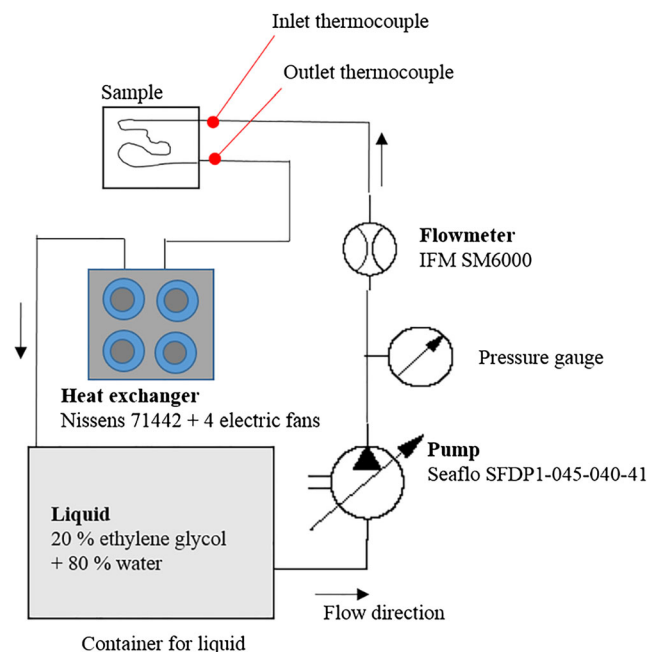 Inlet thermocouple
Outlet thermocouple
Sample
Flowmeter
IFM SM6000
Pressure gauge
Heat exchanger
Nissens 71442 + 4 electric fans
Pump
Seaflo SFDP1-045-040-41
Liquid
20 % ethylene glycol
+ 80 % water
Flow direction
Container for liquid